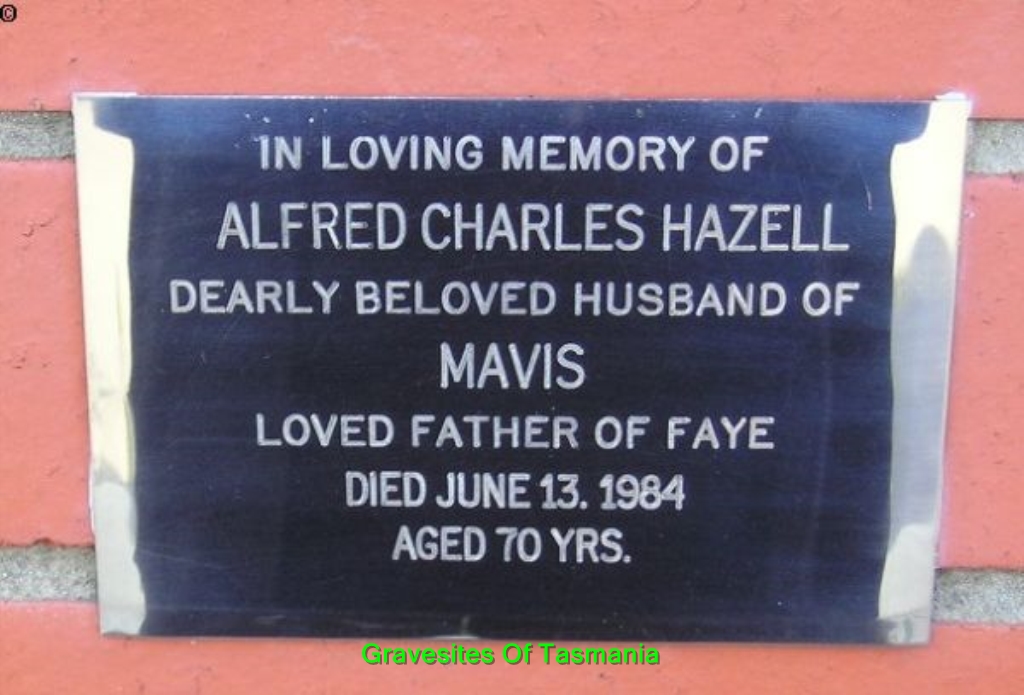 ©
IN LOVING MEMORY OF
ALFRED CHARLES HAZELL
DEARLY BELOVED HUSBAND OF
MAVIS
LOVED FATHER OF FAYE
DIED JUNE 13. 1984
AGED 70 YRS.
Gravesites Of Tasmania